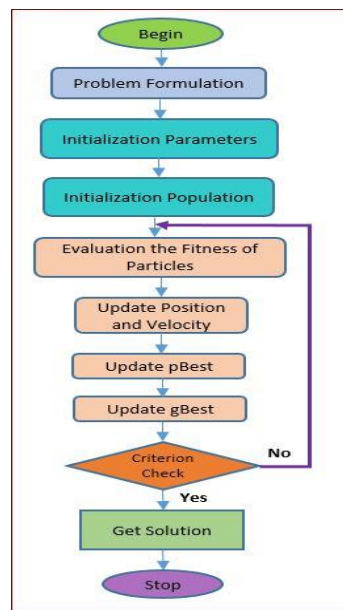 Begin
Problem Formulation
Initialization Parameters
Initialization Population
Evaluation the Fitness of
Particles
Update Position
and Velocity
Update pBest
Update gBest
Criterion
Check
No
Yes
Get Solution
Stop